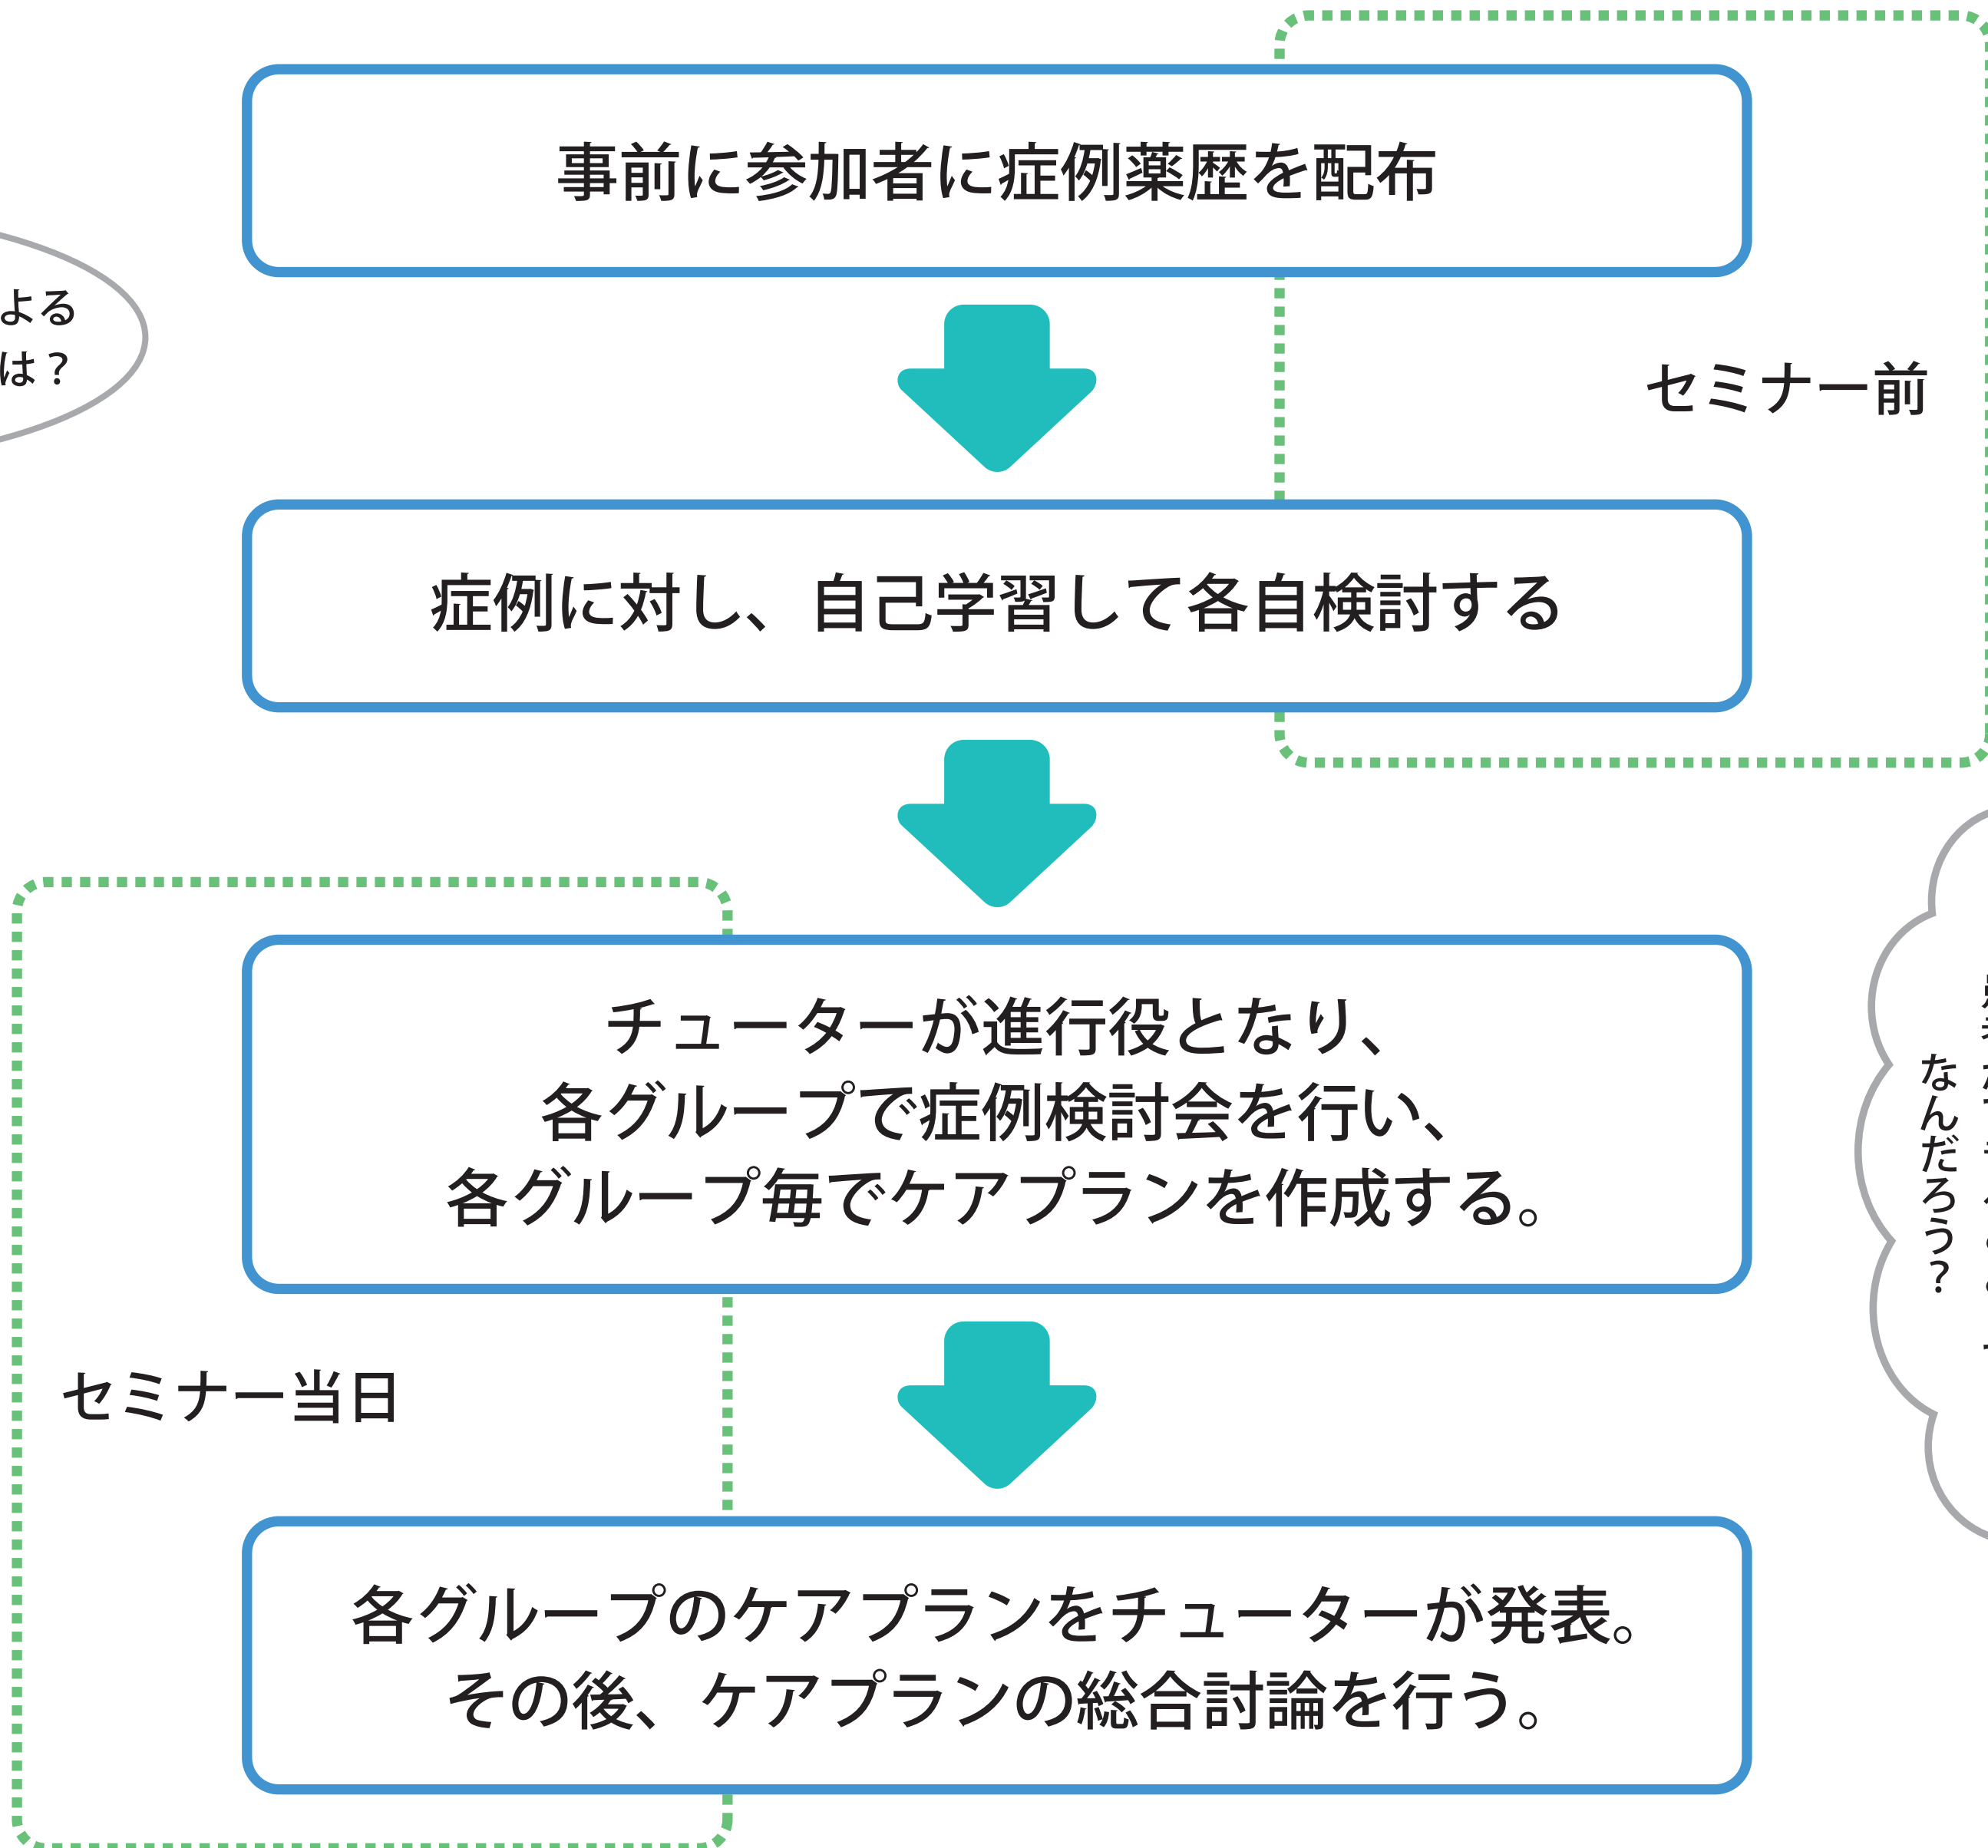 事前に参加者に症例薬歴を配布
よる
は？
セミナー前
症例に対し、自己学習して各自検討する
チューターが進行役となり、
各グループで症例検討会を行い、
各グループ毎でケアプランを作成する。
なんだろう？
セミナー当日
各グループのケアプランをチューターが発表。
その後、ケアプランの総合討論を行う。